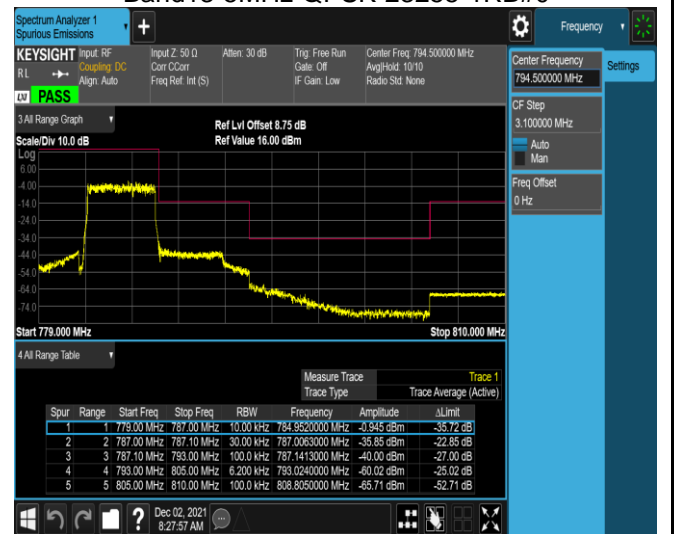 Spectrum Analyzer 1
Spurious Emissions
Frequency
KEYSIGHT
R L
LXI
PASS
Input: RF
Coupling: DC
Align: Auto
Input Z: 50 Ω
Corr CCorr
Freq Ref: Int (S)
Atten: 30 dB
Trig: Free Run
Gate: Off
IF Gain: Low
Center Freq: 794.500000 MHz
Avg|Hold: 10/10
Radio Std: None
Center Frequency
794.500000 MHz
Settings
CF Step
3.100000 MHz
Auto
Man
Freq Offset
0 Hz
3 All Range Graph
Scale/Div 10.0 dB
Ref Lvl Offset 8.75 dB
Ref Value 16.00 dBm
Log
6.00
-4.00
-14.0
-24.0
-34.0
-44.0
-54.0
-64.0
-74.0
Start 779.000 MHz
Stop 810.000 MHz
4 All Range Table
Measure Trace Trace 1
Trace Type Trace Average (Active)
Spur Range Start Freq Stop Freq RBW Frequency Amplitude ΔLimit
1 1 779.00 MHz 787.00 MHz 10.00 kHz 784.9520000 MHz -0.945 dBm -35.72 dB
2 2 787.00 MHz 787.10 MHz 30.00 kHz 787.0063000 MHz -35.85 dBm -22.85 dB
3 3 787.10 MHz 793.00 MHz 100.0 kHz 787.1413000 MHz -40.00 dBm -27.00 dB
4 4 793.00 MHz 805.00 MHz 6.200 kHz 793.0240000 MHz -60.02 dBm -25.02 dB
5 5 805.00 MHz 810.00 MHz 100.0 kHz 808.8050000 MHz -65.71 dBm -52.71 dB
?
Dec 02, 2021
8:27:57 AM